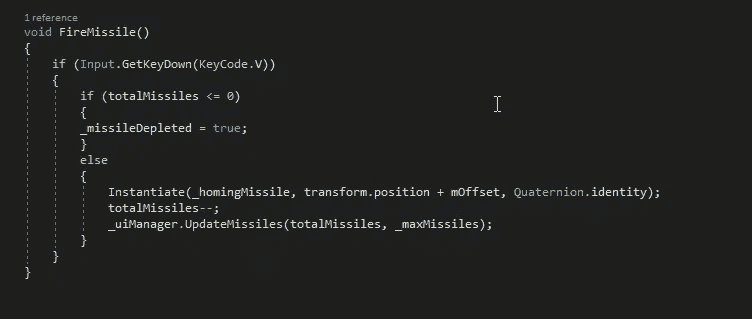 1 reference
void FireMissile()
{
if (Input.GetKeyDown(KeyCode.V))
{
if (totalMissiles <= 0)
{
_missileDepleted = true;
}
else
{
Instantiate(_homingMissile, transform.position + mOffset, Quaternion.identity);
totalMissiles--;
_uiManager.UpdateMissiles(totalMissiles, _maxMissiles);
}
}
}